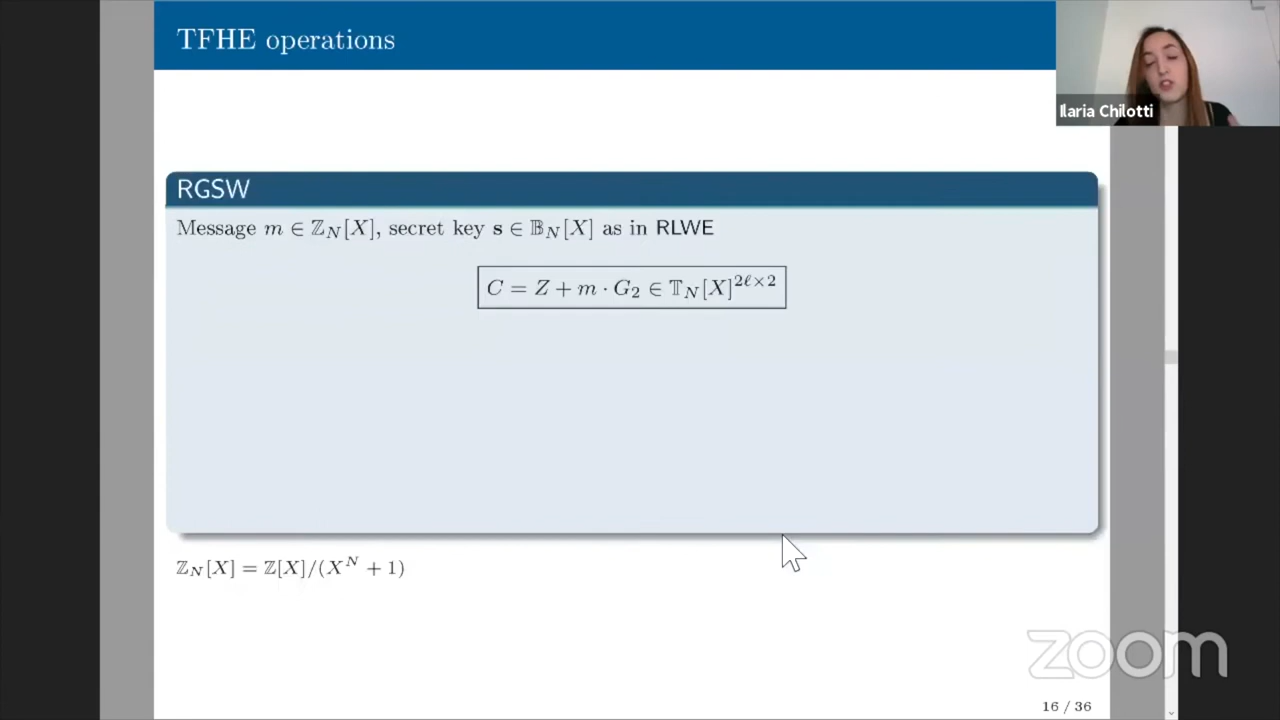 TFHE operations
Ilaria Chilotti
RGSW
Message m ∈ ℤ_N[X], secret key s ∈ 𝔹_N[X] as in RLWE
C = Z + m · G₂ ∈ 𝕋_N[X]^{2ℓ×2}
ℤ_N[X] = ℤ[X]/(X^N + 1)
zoom
16 / 36